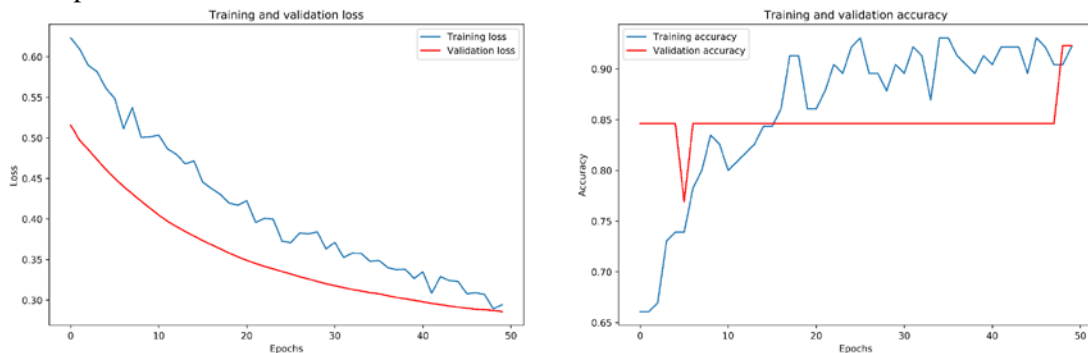 Training and validation loss
Training loss
Validation loss
Loss
0.60
0.55
0.50
0.45
0.40
0.35
0.30
0
10
20
30
40
50
Epochs
Training and validation accuracy
Training accuracy
Validation accuracy
Accuracy
0.90
0.85
0.80
0.75
0.70
0.65
0
10
20
30
40
50
Epochs